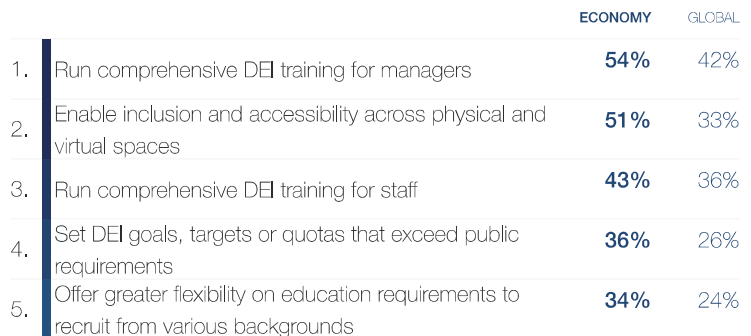 ECONOMY GLOBAL
1. Run comprehensive DEI training for managers 54% 42%
2. Enable inclusion and accessibility across physical and
virtual spaces 51% 33%
3. Run comprehensive DEI training for staff 43% 36%
4. Set DEI goals, targets or quotas that exceed public
requirements 36% 26%
5. Offer greater flexibility on education requirements to
recruit from various backgrounds 34% 24%